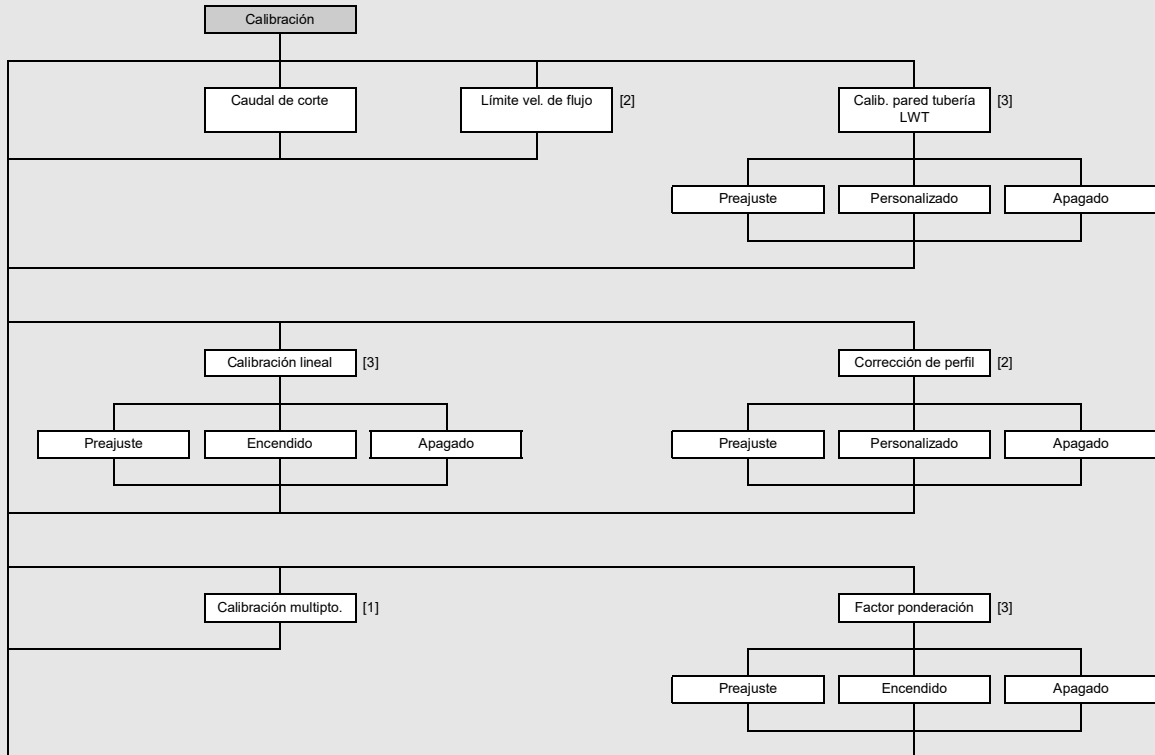 Calibración
Caudal de corte
Límite vel. de flujo
[2]
Calib. pared tubería
LWT
[3]
Preajuste
Personalizado
Apagado
Calibración lineal
[3]
Corrección de perfil
[2]
Preajuste
Encendido
Apagado
Preajuste
Personalizado
Apagado
Calibración multipto.
[1]
Factor ponderación
[3]
Preajuste
Encendido
Apagado